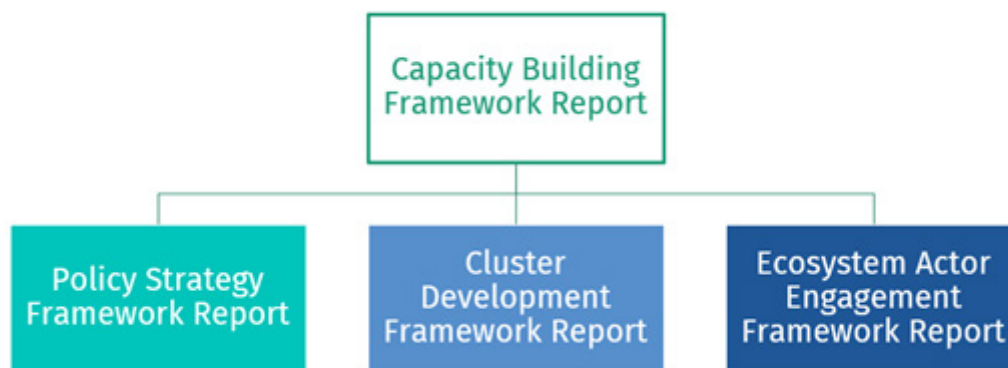 Capacity Building
Framework Report
Policy Strategy
Framework Report
Cluster
Development
Framework Report
Ecosystem Actor
Engagement
Framework Report